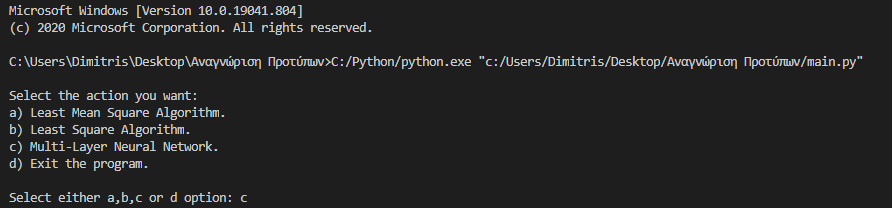 Microsoft Windows [Version 10.0.19041.804]
(c) 2020 Microsoft Corporation. All rights reserved.
C:\Users\Dimitris\Desktop\Αναγνώριση Προτύπων>C:/Python/python.exe "c:/Users/Dimitris/Desktop/Αναγνώριση Προτύπων/main.py"
Select the action you want:
a) Least Mean Square Algorithm.
b) Least Square Algorithm.
c) Multi-Layer Neural Network.
d) Exit the program.
Select either a,b,c or d option: c